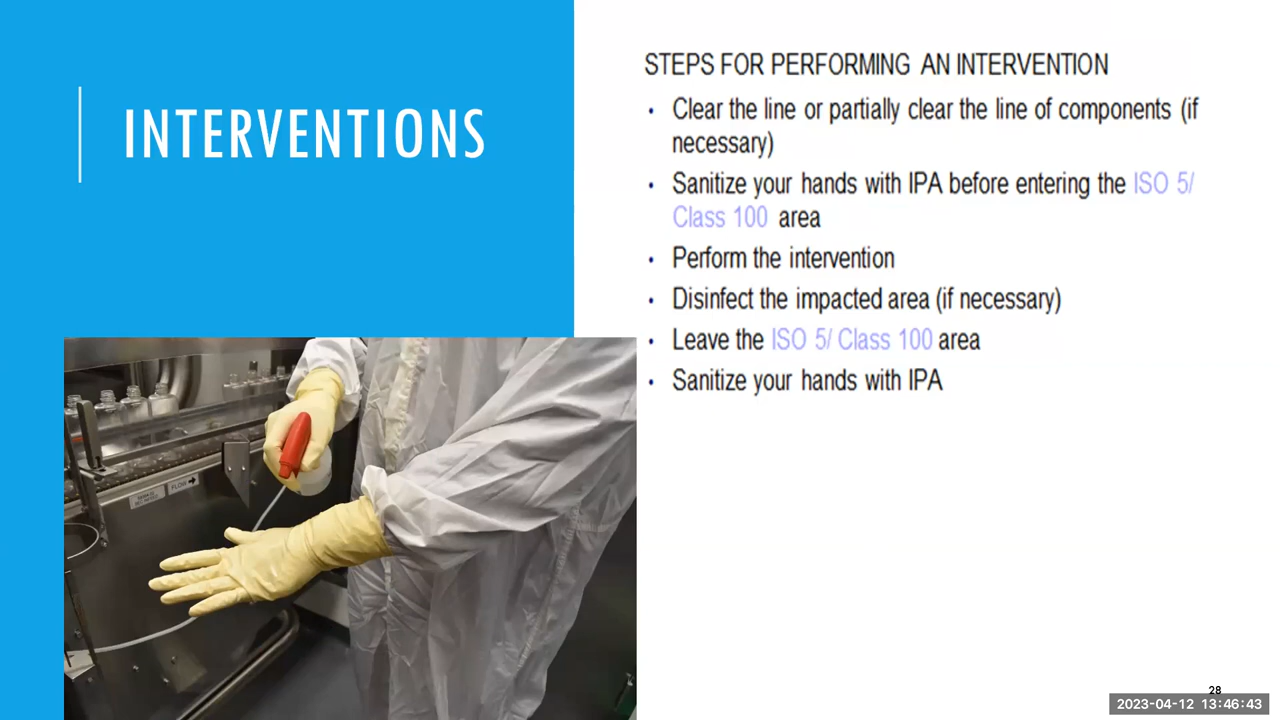 INTERVENTIONS
STEPS FOR PERFORMING AN INTERVENTION
• Clear the line or partially clear the line of components (if
necessary)
• Sanitize your hands with IPA before entering the ISO 5/
Class 100 area
• Perform the intervention
• Disinfect the impacted area (if necessary)
• Leave the ISO 5/ Class 100 area
• Sanitize your hands with IPA
FLOW
28
2023-04-12 13:46:43